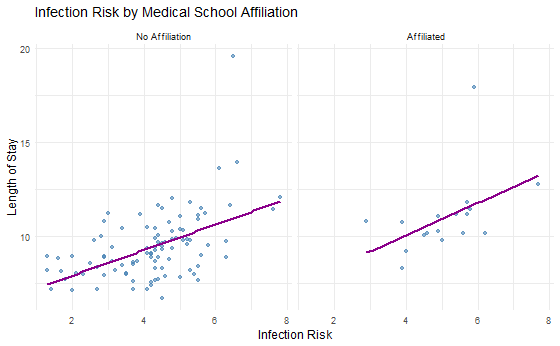 Infection Risk by Medical School Affiliation
No Affiliation
Affiliated
20
15
10
Length of Stay
2
4
6
8
2
4
6
8
Infection Risk